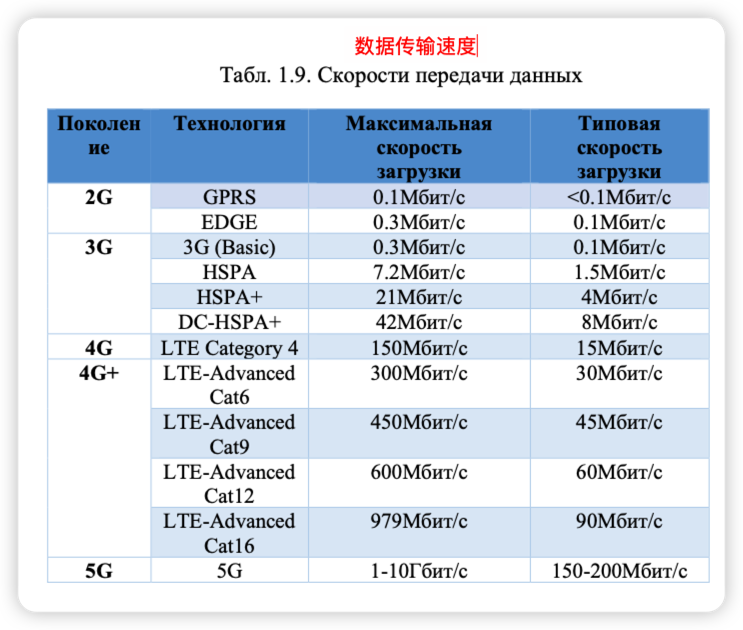 数据传输速度
Табл. 1.9. Скорости передачи данных
Поколен
ие
Технология
Максимальная
скорость
загрузки
Типовая
скорость
загрузки
2G GPRS 0.1Мбит/с <0.1Мбит/с
EDGE 0.3Мбит/с 0.1Мбит/с
3G 3G (Basic) 0.3Мбит/с 0.1Мбит/с
HSPA 7.2Мбит/с 1.5Мбит/с
HSPA+ 21Мбит/с 4Мбит/с
DC-HSPA+ 42Мбит/с 8Мбит/с
4G LTE Category 4 150Мбит/с 15Мбит/с
4G+ LTE-Advanced 300Мбит/с 30Мбит/с
Cat6
LTE-Advanced 450Мбит/с 45Мбит/с
Cat9
LTE-Advanced 600Мбит/с 60Мбит/с
Cat12
LTE-Advanced 979Мбит/с 90Мбит/с
Cat16
5G 5G 1-10Гбит/с 150-200Мбит/с